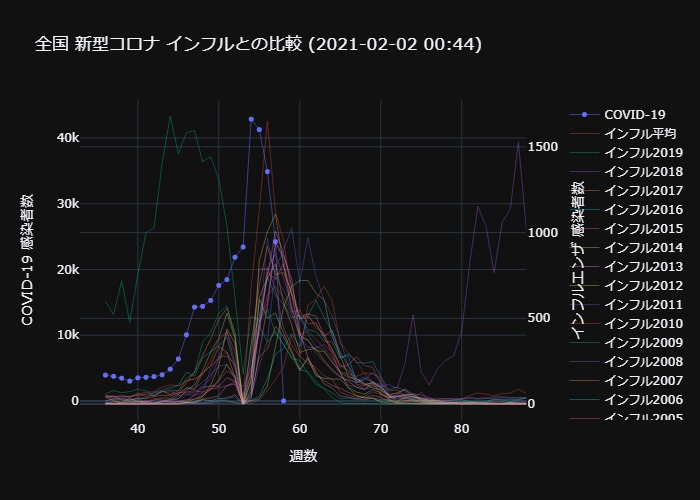 全国 新型コロナ インフルとの比較 (2021-02-02 00:44)
COVID-19 感染者数
40k
30k
20k
10k
0
40
50
60
70
80
週数
1500
1000
500
0
インフルエンザ 感染者数
COVID-19
インフル平均
インフル2019
インフル2018
インフル2017
インフル2016
インフル2015
インフル2014
インフル2013
インフル2012
インフル2011
インフル2010
インフル2009
インフル2008
インフル2007
インフル2006
インフル2005